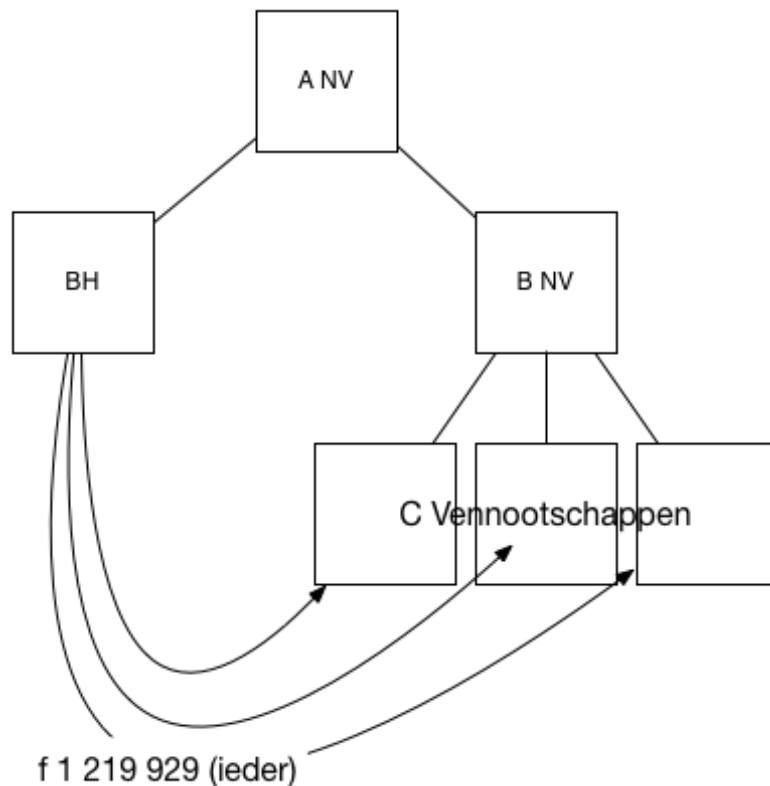 A NV
BH
B NV
C Vennootschappen
f 1 219 929 (ieder)